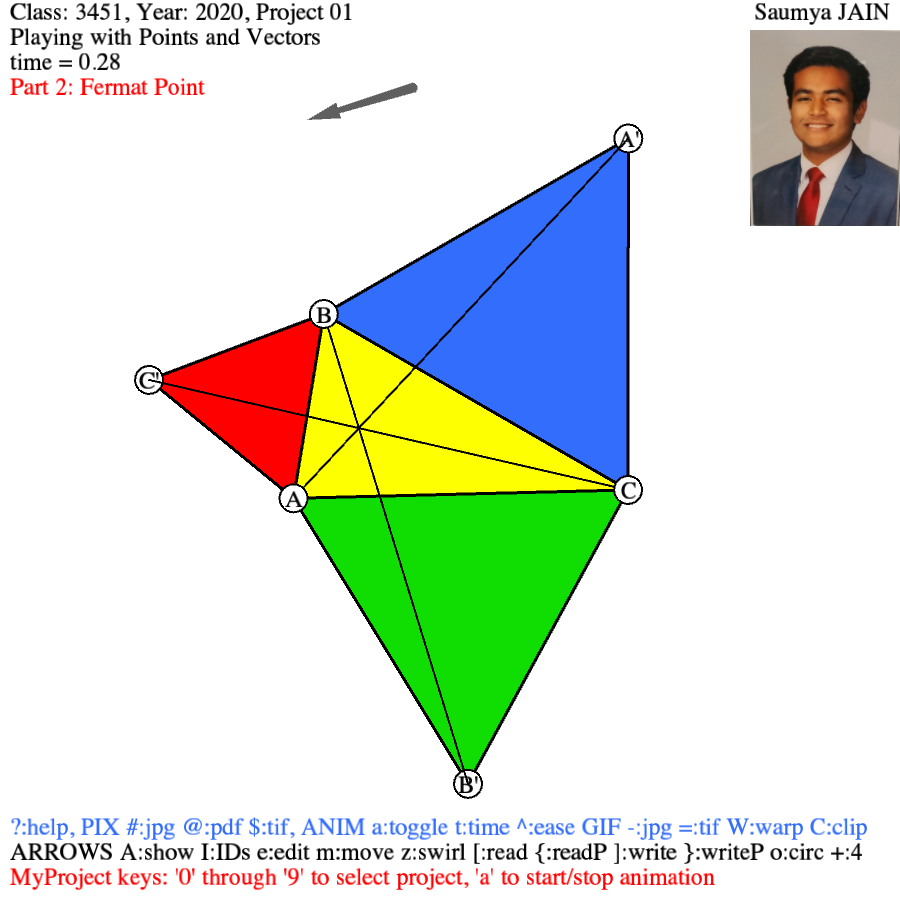 Class: 3451, Year: 2020, Project 01
Saumya JAIN
Playing with Points and Vectors
time = 0.28
Part 2: Fermat Point
A'
B
C'
A
C
B'
?:help, PIX #:jpg @:pdf $:tif, ANIM a:toggle t:time ^:ease GIF -:jpg =:tif W:warp C:clip
ARROWS A:show I:IDs e:edit m:move z:swirl [:read {:readP ]:write }:writeP o:circ +:4
MyProject keys: '0' through '9' to select project, 'a' to start/stop animation